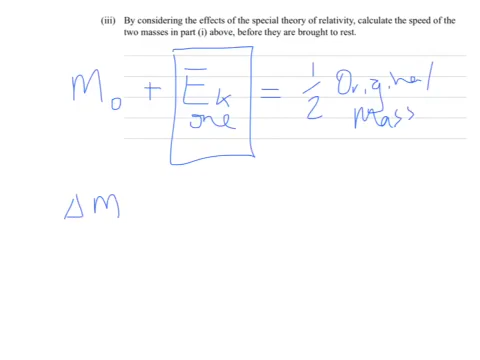 (iii) By considering the effects of the special theory of relativity, calculate the speed of the
two masses in part (i) above, before they are brought to rest.
M₀ + Eₖ = 1/2 Original
one Mass
Δ M